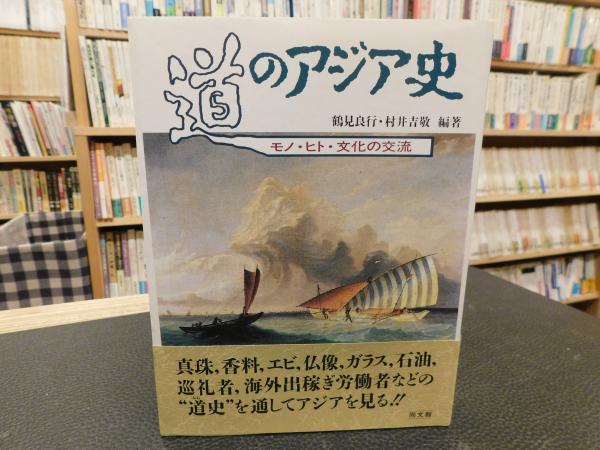 道のアジア史
鶴見良行・村井吉敬 編著
モノ・ヒト・文化の交流
真珠，香料，エビ，仏像，ガラス，石油，
巡礼者，海外出稼ぎ労働者などの
“道史”を通してアジアを見る!!
尚文館